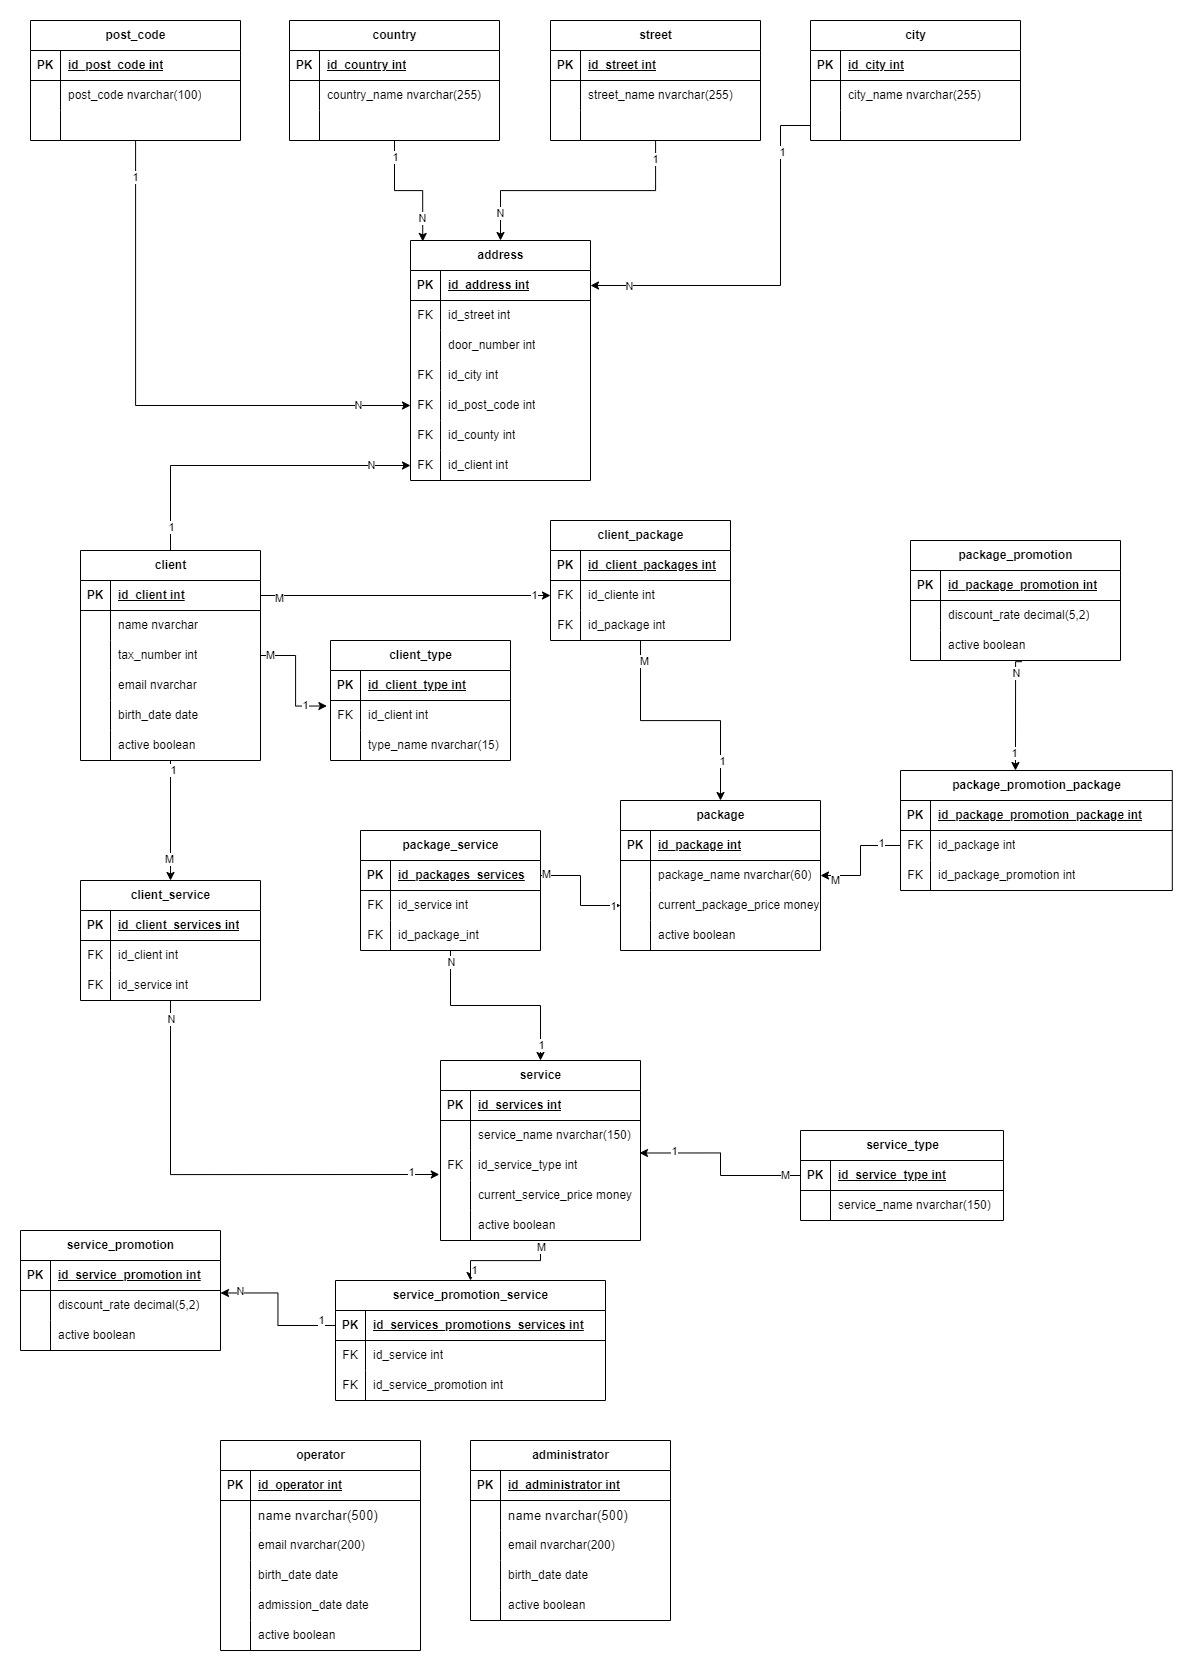 post_code
PK id_post_code int
post_code nvarchar(100)
country
PK id_country int
country_name nvarchar(255)
street
PK id_street int
street_name nvarchar(255)
city
PK id_city int
city_name nvarchar(255)
1
1
1
1
N
N
N
N
N
address
PK id_address int
FK id_street int
door_number int
FK id_city int
FK id_post_code int
FK id_county int
FK id_client int
1
client
PK id_client int
name nvarchar
tax_number int
email nvarchar
birth_date date
active boolean
M
1
M
1
client_package
PK id_client_packages int
FK id_cliente int
FK id_package int
client_type
PK id_client_type int
FK id_client int
type_name nvarchar(15)
package_promotion
PK id_package_promotion int
discount_rate decimal(5,2)
active boolean
M
1
N
1
package_promotion_package
PK id_package_promotion_package int
FK id_package int
FK id_package_promotion int
1
M
package
PK id_package int
package_name nvarchar(60)
current_package_price money
active boolean
package_service
PK id_packages_services
FK id_service int
FK id_package_int
M
1
1
M
client_service
PK id_client_services int
FK id_client int
FK id_service int
N
1
N
1
service
PK id_services int
service_name nvarchar(150)
FK id_service_type int
current_service_price money
active boolean
1
M
service_type
PK id_service_type int
service_name nvarchar(150)
M
1
service_promotion
PK id_service_promotion int
discount_rate decimal(5,2)
active boolean
N
1
service_promotion_service
PK id_services_promotions_services int
FK id_service int
FK id_service_promotion int
operator
PK id_operator int
name nvarchar(500)
email nvarchar(200)
birth_date date
admission_date date
active boolean
administrator
PK id_administrator int
name nvarchar(500)
email nvarchar(200)
birth_date date
active boolean